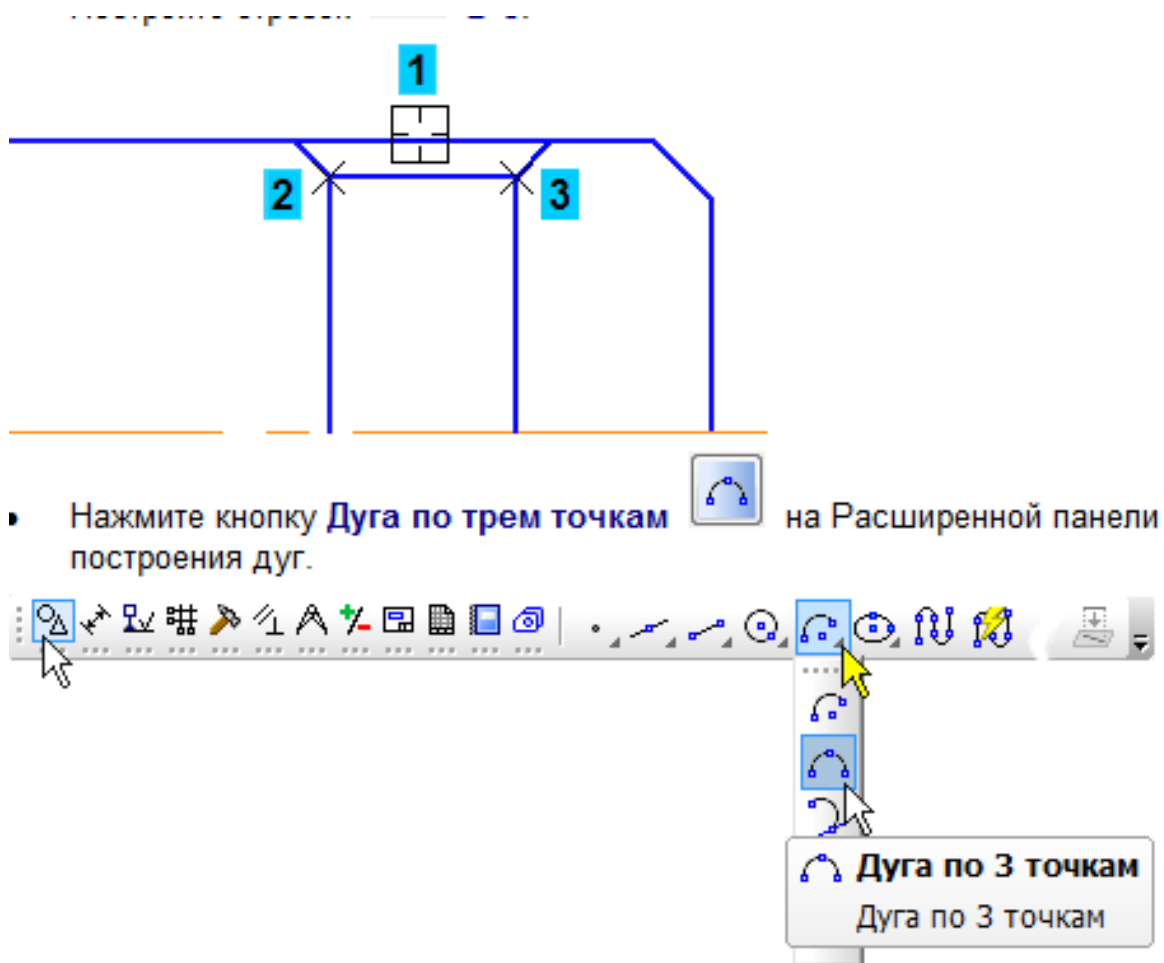 1
2
3
Нажмите кнопку Дуга по трем точкам на Расширенной панели
построения дуг.
Дуга по 3 точкам
Дуга по 3 точкам